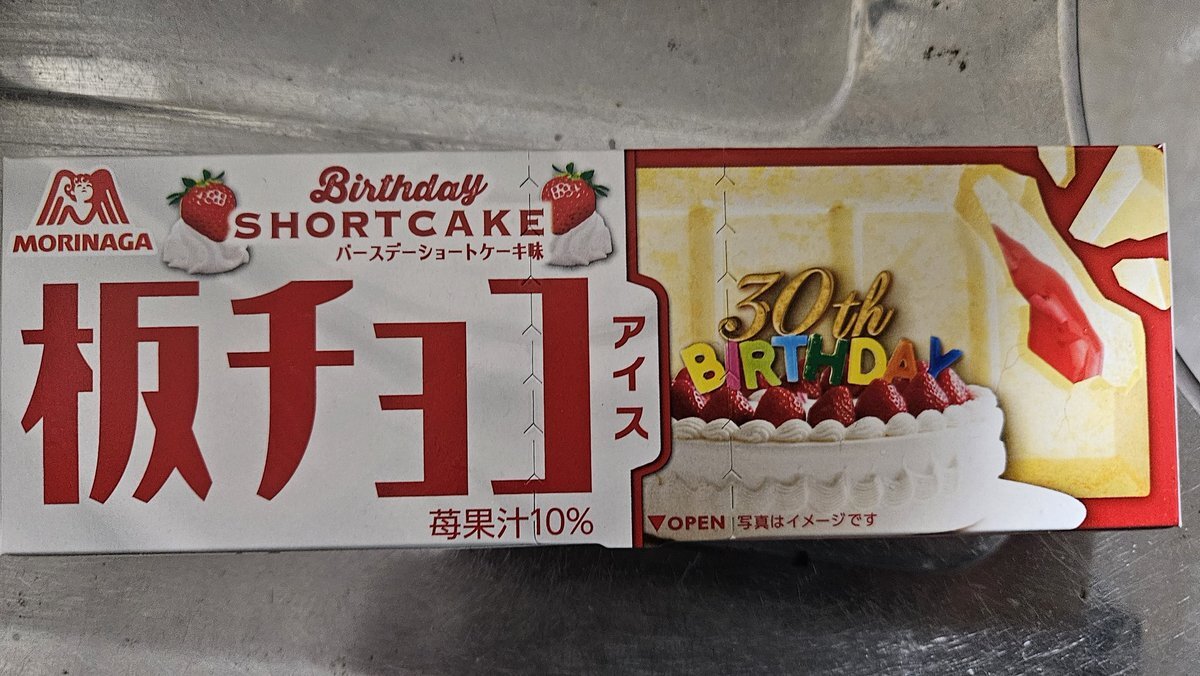 MORINAGA
Birthday
SHORTCAKE
バースデーショートケーキ味
板チョコ
アイス
苺果汁10%
30th
BIRTHDAY
▼OPEN
写真はイメージです